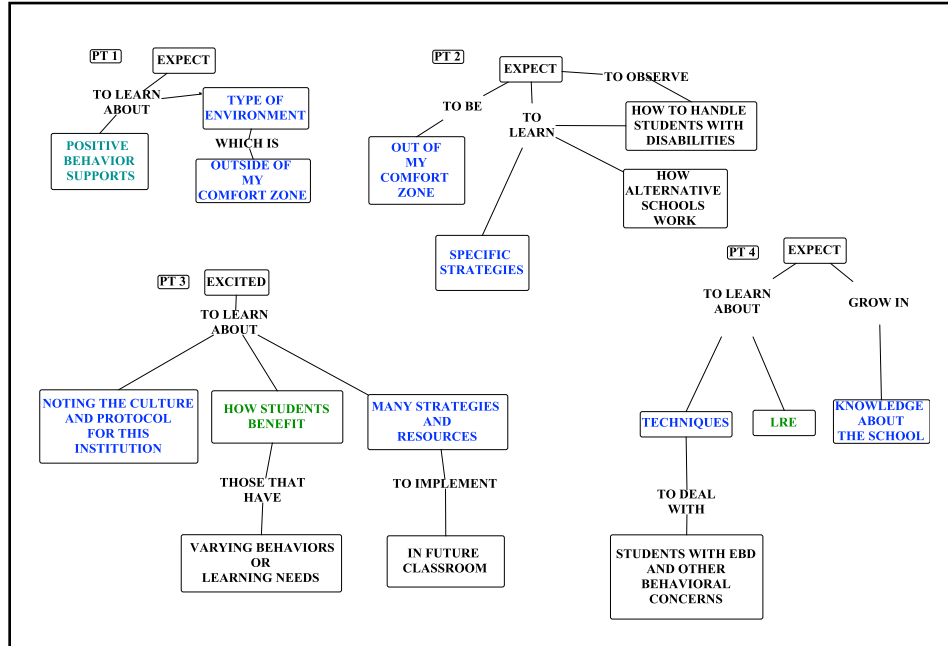 PT 1
EXPECT
TO LEARN
ABOUT
TYPE OF
ENVIRONMENT
POSITIVE
BEHAVIOR
SUPPORTS
WHICH IS
OUTSIDE OF
MY
COMFORT ZONE
PT 2
EXPECT
TO OBSERVE
TO BE
TO
LEARN
HOW TO HANDLE
STUDENTS WITH
DISABILITIES
OUT OF
MY
COMFORT
ZONE
HOW
ALTERNATIVE
SCHOOLS
WORK
SPECIFIC
STRATEGIES
PT 3
EXCITED
TO LEARN
ABOUT
NOTING THE CULTURE
AND PROTOCOL
FOR THIS
INSTITUTION
HOW STUDENTS
BENEFIT
MANY STRATEGIES
AND
RESOURCES
THOSE THAT
HAVE
TO IMPLEMENT
VARYING BEHAVIORS
OR
LEARNING NEEDS
IN FUTURE
CLASSROOM
PT 4
EXPECT
TO LEARN
ABOUT
GROW IN
TECHNIQUES
LRE
KNOWLEDGE
ABOUT
THE SCHOOL
TO DEAL
WITH
STUDENTS WITH EBD
AND OTHER
BEHAVIORAL
CONCERNS